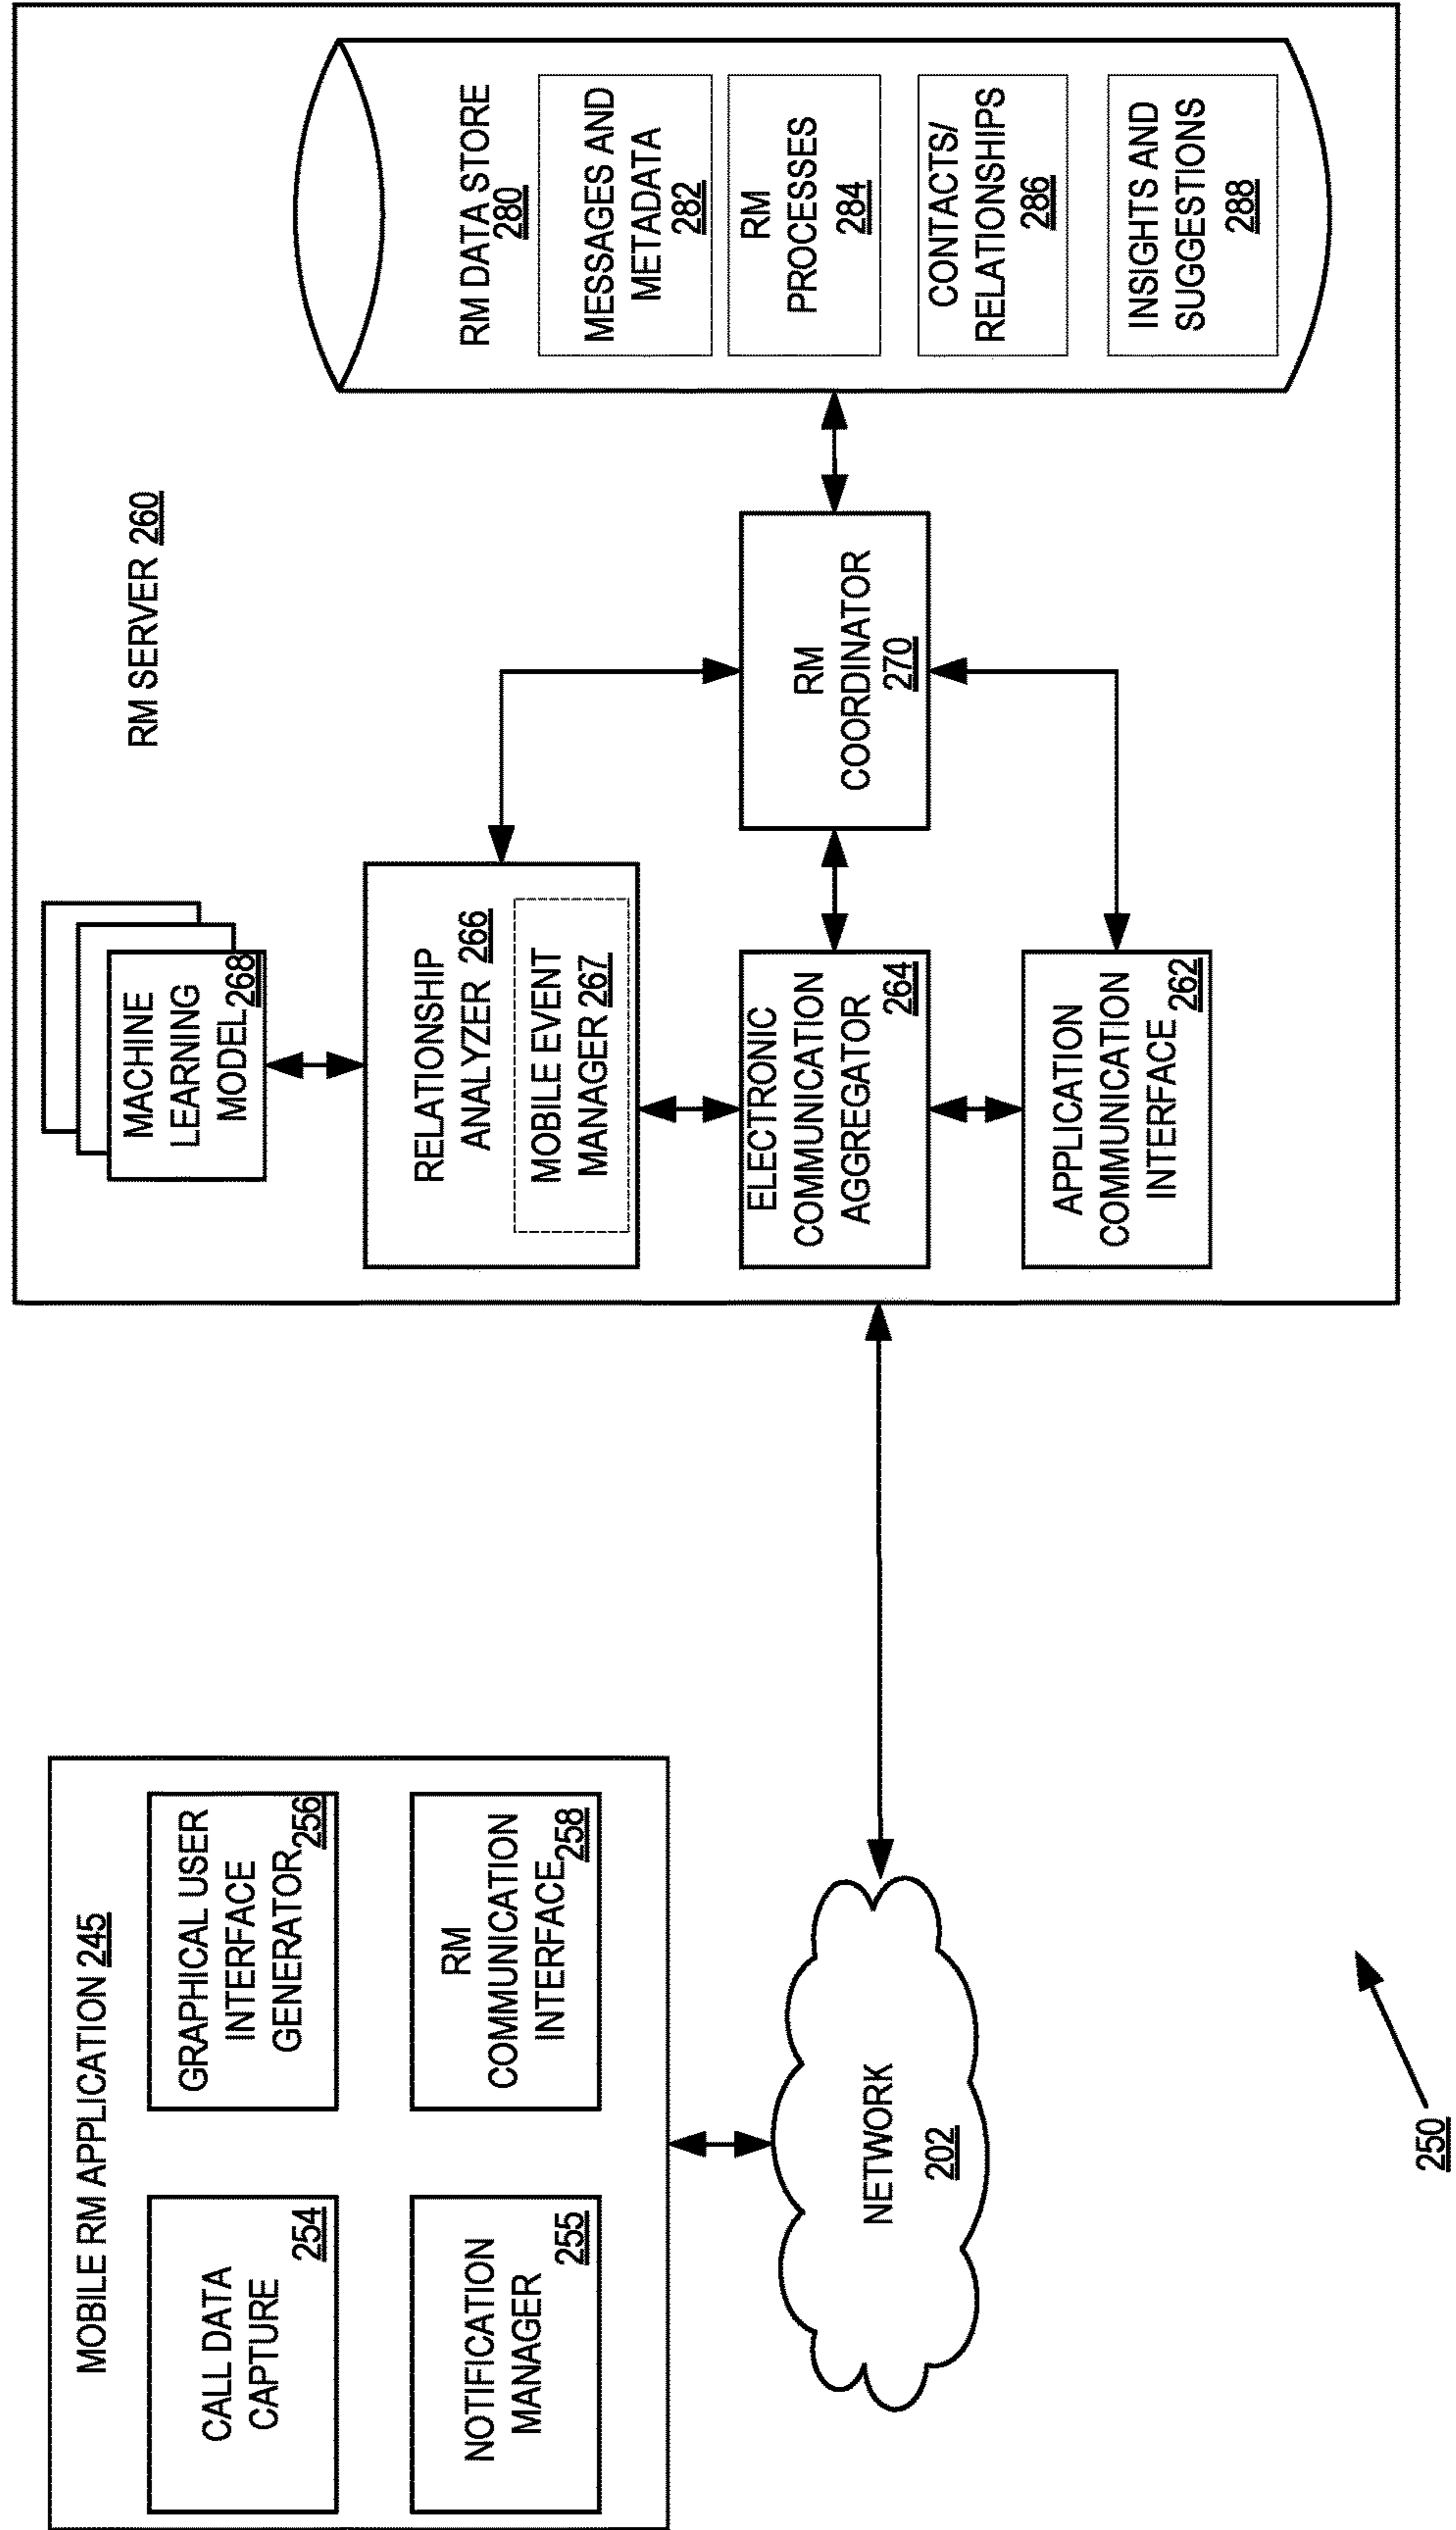 MOBILE RM APPLICATION 245
CALL DATA
CAPTURE
254
GRAPHICAL USER
INTERFACE
GENERATOR
256
NOTIFICATION
MANAGER
255
RM
COMMUNICATION
INTERFACE
258
NETWORK
202
250
RM SERVER 260
MACHINE
LEARNING
MODEL
268
RELATIONSHIP
ANALYZER 266
MOBILE EVENT
MANAGER 267
ELECTRONIC
COMMUNICATION
AGGREGATOR
264
APPLICATION
COMMUNICATION
INTERFACE
262
RM
COORDINATOR
270
RM DATA STORE
280
MESSAGES AND
METADATA
282
RM
PROCESSES
284
CONTACTS/
RELATIONSHIPS
286
INSIGHTS AND
SUGGESTIONS
288